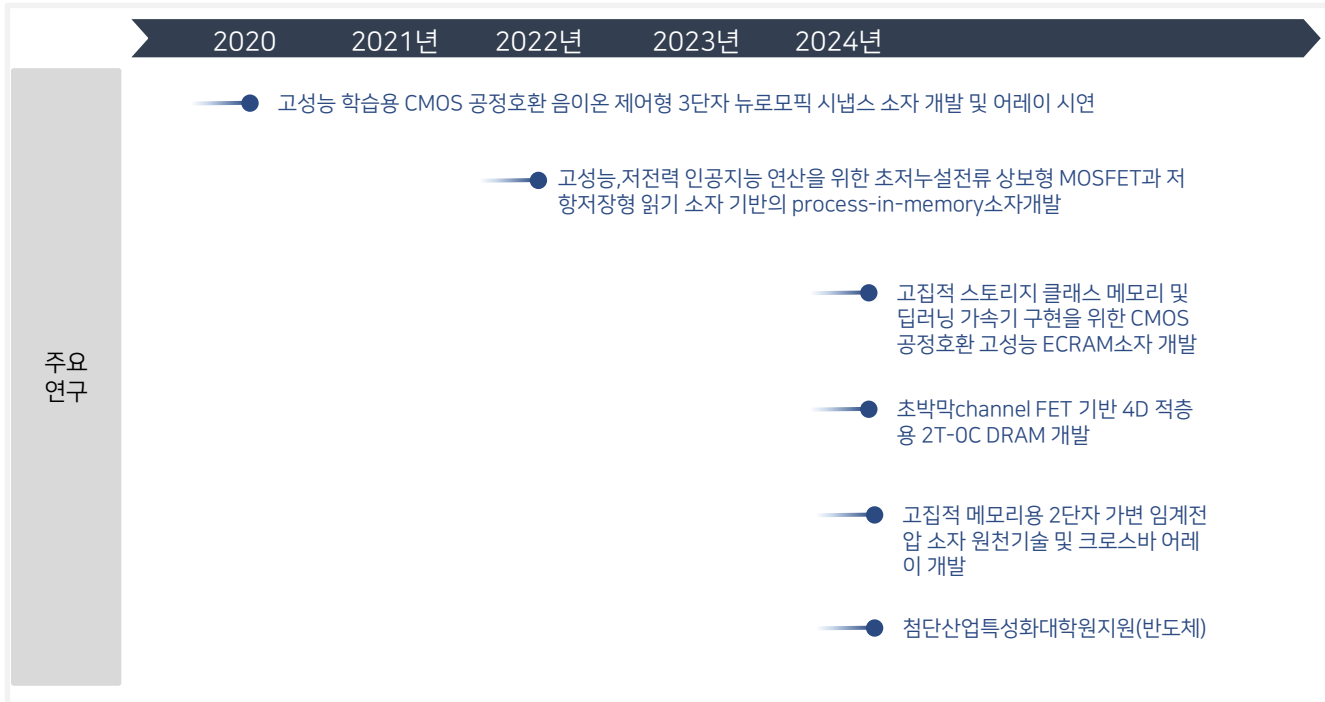 2020 2021년 2022년 2023년 2024년
고성능 학습용 CMOS 공정호환 음이온 제어형 3단자 뉴로모픽 시냅스 소자 개발 및 어레이 시연
고성능,저전력 인공지능 연산을 위한 초저누설전류 상보형 MOSFET과 저
항저장형 읽기 소자 기반의 process-in-memory소자개발
고집적 스토리지 클래스 메모리 및
딥러닝 가속기 구현을 위한 CMOS
공정호환 고성능 ECRAM소자 개발
주요
연구
초박막channel FET 기반 4D 적층
용 2T-0C DRAM 개발
고집적 메모리용 2단자 가변 임계전
압 소자 원천기술 및 크로스바 어레
이 개발
첨단산업특성화대학원지원(반도체)